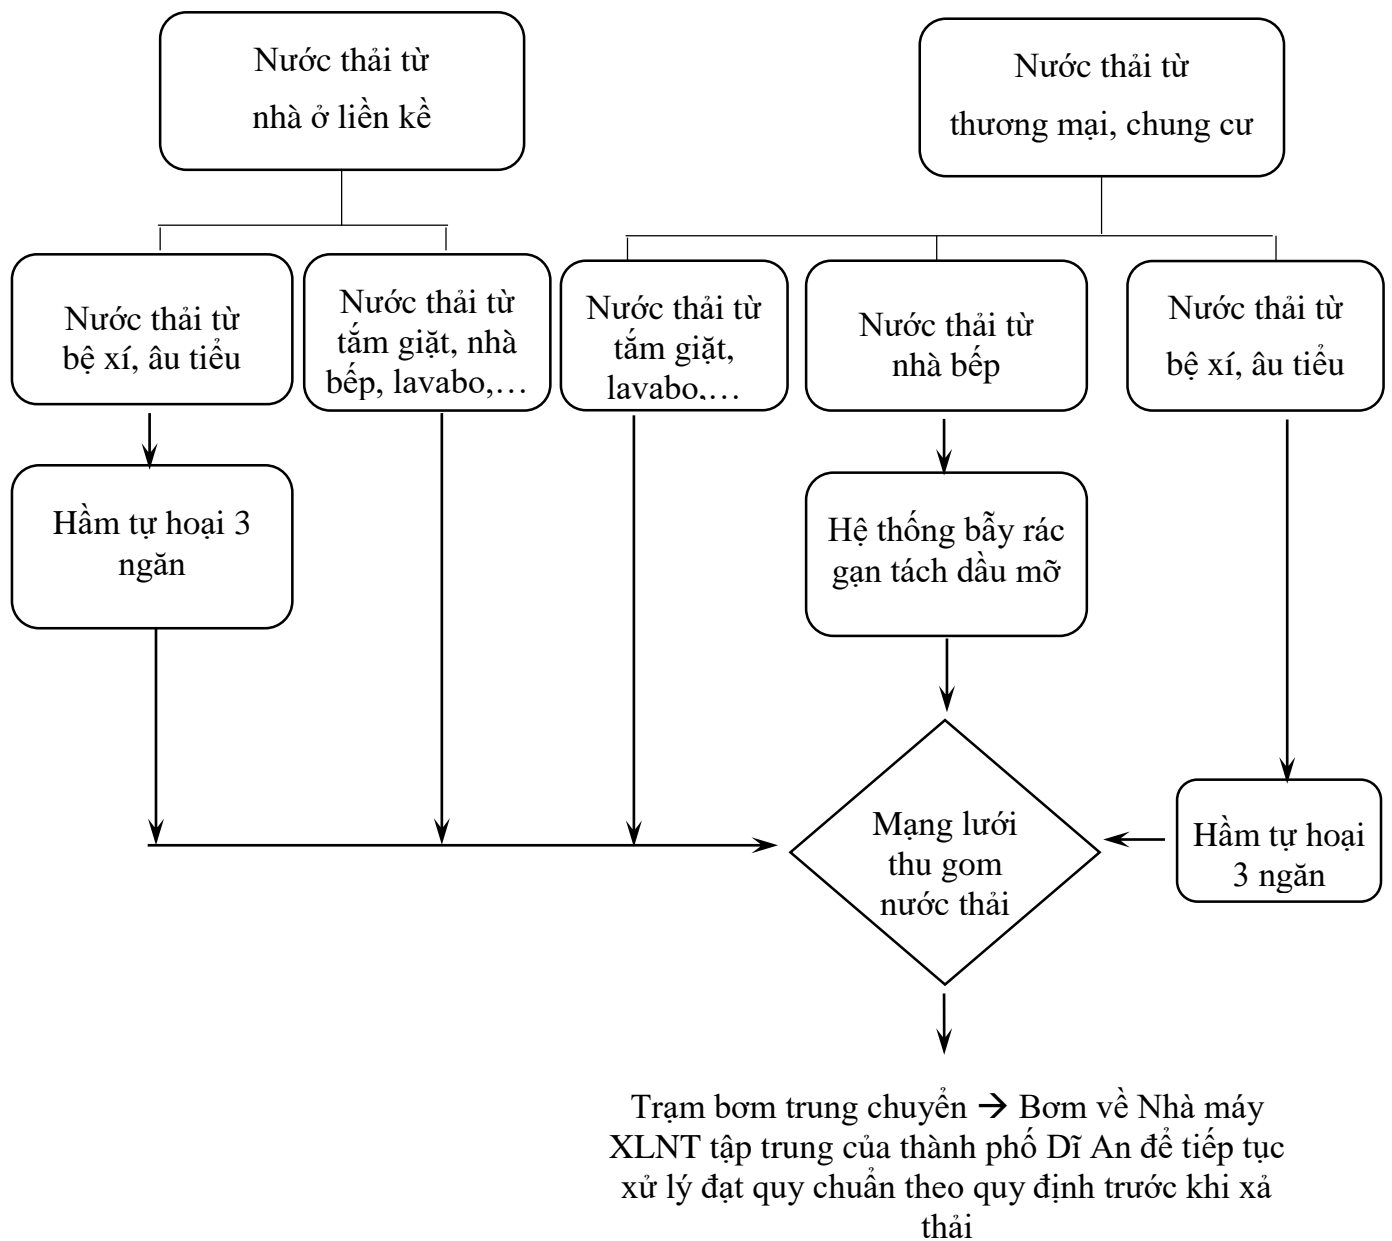 Nước thải từ
nhà ở liền kề
Nước thải từ
thương mại, chung cư
Nước thải từ
bệ xí, âu tiểu
Nước thải từ
tắm giặt, nhà
bếp, lavabo,…
Nước thải từ
tắm giặt,
lavabo,…
Nước thải từ
nhà bếp
Nước thải từ
bệ xí, âu tiểu
Hầm tự hoại 3
ngăn
Hệ thống bẫy rác
gạn tách dầu mỡ
Mạng lưới
thu gom
nước thải
Hầm tự hoại
3 ngăn
Trạm bơm trung chuyển → Bơm về Nhà máy
XLNT tập trung của thành phố Dĩ An để tiếp tục
xử lý đạt quy chuẩn theo quy định trước khi xả
thải